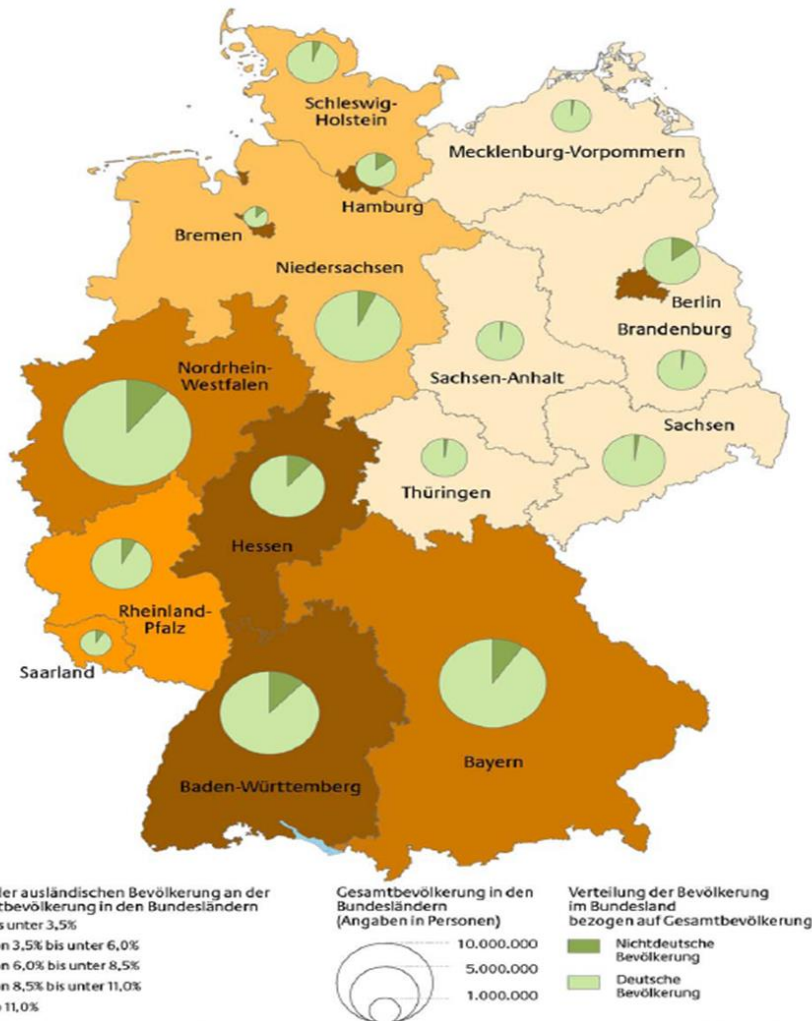 Schleswig-
Holstein
Mecklenburg-Vorpommern
Hamburg
Bremen
Niedersachsen
Berlin
Brandenburg
Nordrhein-
Westfalen
Sachsen-Anhalt
Sachsen
Thüringen
Hessen
Rheinland-
Pfalz
Saarland
Bayern
Baden-Württemberg
der ausländischen Bevölkerung an der
tbevölkerung in den Bundesländern
s unter 3,5%
n 3,5% bis unter 6,0%
n 6,0% bis unter 8,5%
n 8,5% bis unter 11,0%
11,0%
Gesamtbevölkerung in den
Bundesländern
(Angaben in Personen)
10.000.000
5.000.000
1.000.000
Verteilung der Bevölkerung
im Bundesland
bezogen auf Gesamtbevölkerung
Nichtdeutsche
Bevölkerung
Deutsche
Bevölkerung